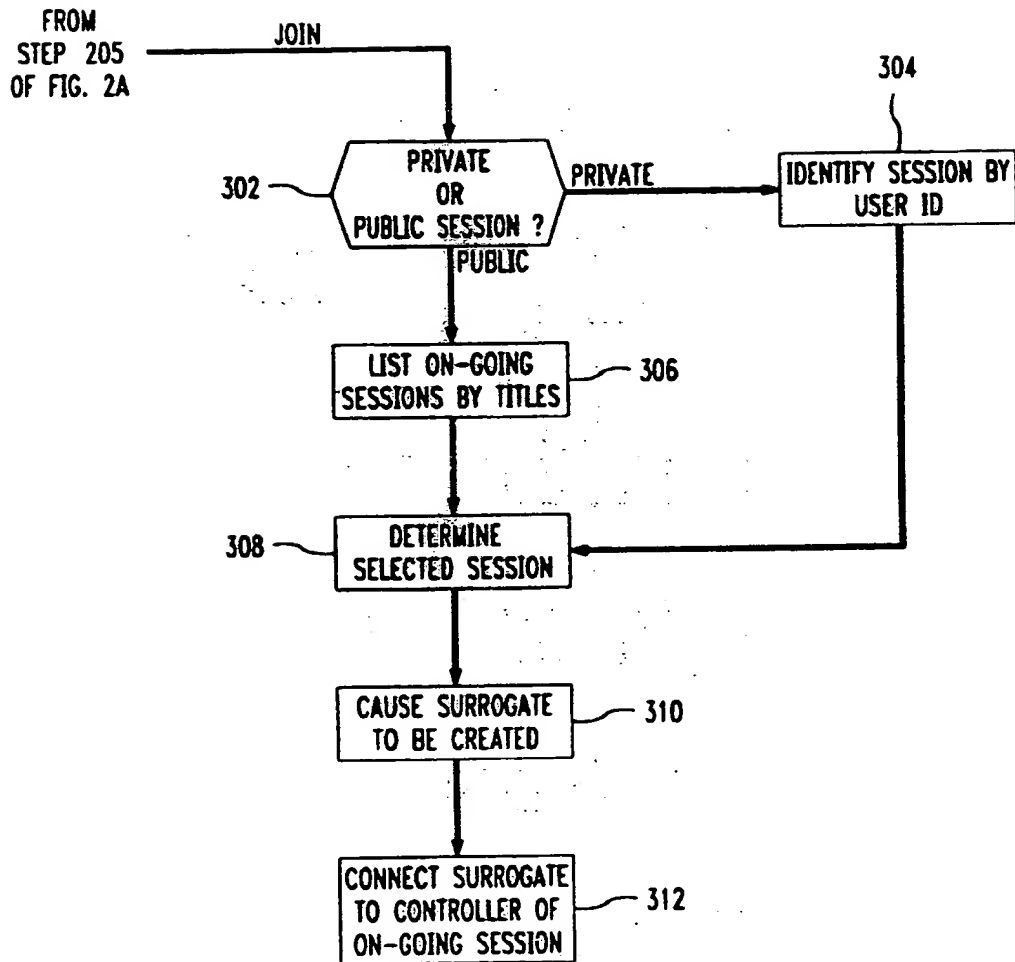 FROM
STEP 205
OF FIG. 2A
JOIN
302
PRIVATE
OR
PUBLIC SESSION ?
PRIVATE
PUBLIC
304
IDENTIFY SESSION BY
USER ID
LIST ON-GOING
SESSIONS BY TITLES
306
308
DETERMINE
SELECTED SESSION
CAUSE SURROGATE
TO BE CREATED
310
CONNECT SURROGATE
TO CONTROLLER OF
ON-GOING SESSION
312